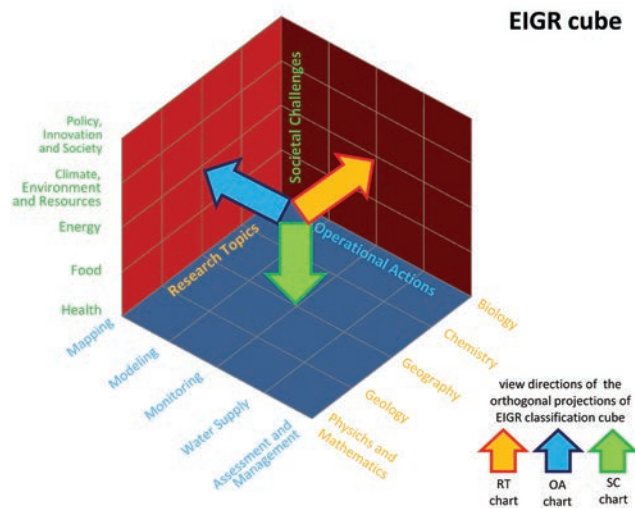 EIGR cube
Societal Challenges
Policy,
Innovation
and Society
Climate,
Environment
and Resources
Energy
Food
Health
Research Topics
Operational Actions
Mapping
Modeling
Monitoring
Water Supply
Assessment and
Management
Biology
Chemistry
Geography
Geology
Physichs and
Mathematics
view directions of the
orthogonal projections of
EIGR classification cube
RT
chart
OA
chart
SC
chart